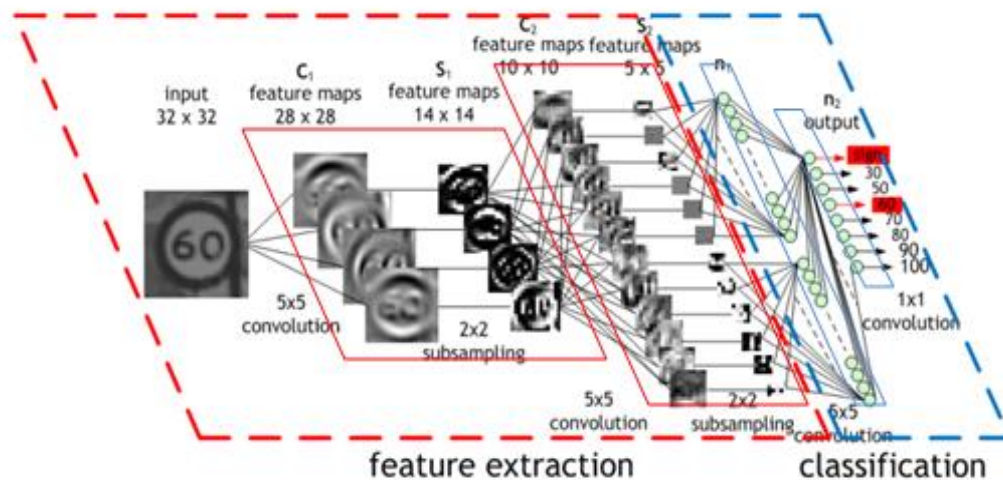 input
32 x 32
C1
feature maps
28 x 28
S1
feature maps
14 x 14
C2
feature maps
10 x 10
S2
feature maps
5 x 5
n1
n2
output
60
30
50
60
70
80
90
100
5x5
convolution
2x2
subsampling
5x5
convolution
2x2
subsampling
6x5
convolution
1x1
convolution
feature extraction
classification